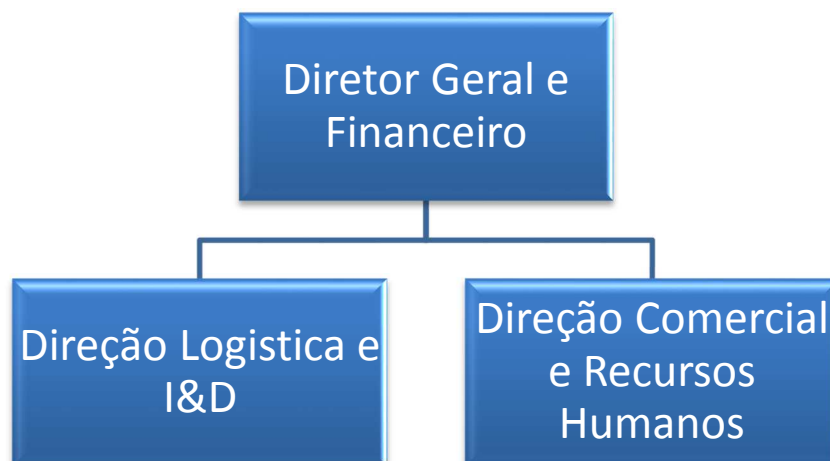 Diretor Geral e
Financeiro
Direção Logistica e
I&D
Direção Comercial
e Recursos
Humanos